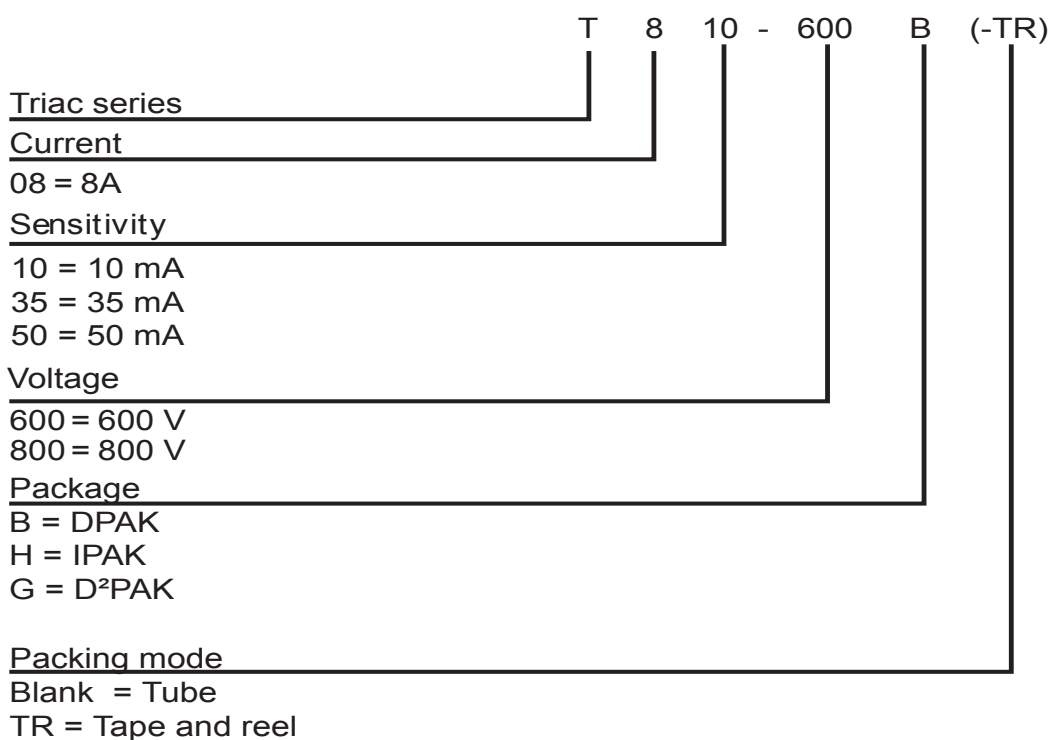 T 8 10 - 600 B (-TR)
Triac series
Current
08 = 8A
Sensitivity
10 = 10 mA
35 = 35 mA
50 = 50 mA
Voltage
600 = 600 V
800 = 800 V
Package
B = DPAK
H = IPAK
G = D²PAK
Packing mode
Blank = Tube
TR = Tape and reel